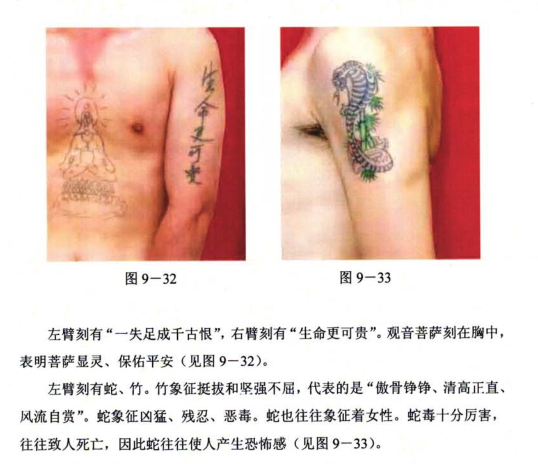 生命更可
图9－32
图9－33
左臂刻有“一失足成千古恨”，右臂刻有“生命更可贵”。观音菩萨刻在胸中，
表明菩萨显灵、保佑平安（见图9－32）。
左臂刻有蛇、竹。竹象征挺拔和坚强不屈，代表的是“傲骨铮铮、清高正直、
风流自赏”。蛇象征凶猛、残忍、恶毒。蛇也往往象征着女性。蛇毒十分厉害，
往往致人死亡，因此蛇往往使人产生恐怖感（见图9－33）。